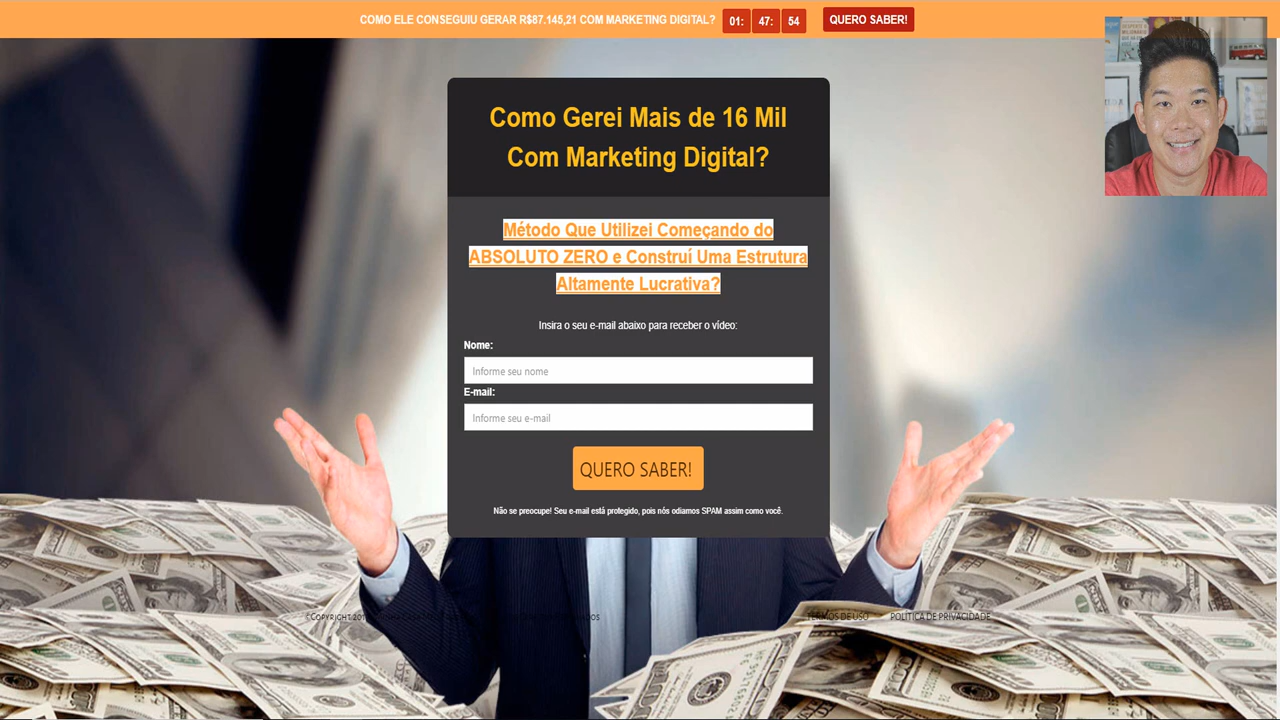 COMO ELE CONSEGUIU GERAR R$87.145,21 COM MARKETING DIGITAL? 01: 47: 54 QUERO SABER!
Como Gerei Mais de 16 Mil
Com Marketing Digital?
Método Que Utilizei Começando do
ABSOLUTO ZERO e Construí Uma Estrutura
Altamente Lucrativa?
Insira o seu e-mail abaixo para receber o vídeo:
Nome:
Informe seu nome
E-mail:
Informe seu e-mail
QUERO SABER!
Não se preocupe! Seu e-mail está protegido, pois nós odiamos SPAM assim como você.
TERMOS DE USO POLÍTICA DE PRIVACIDADE